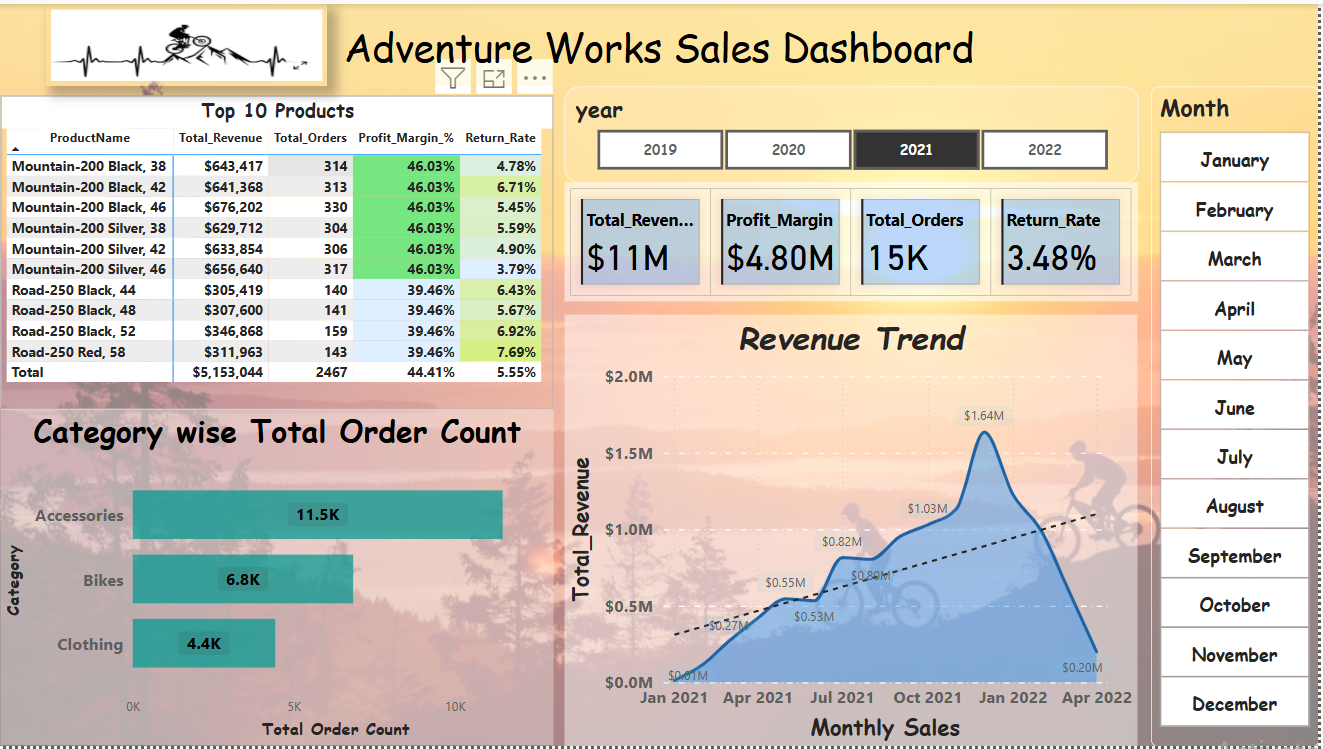 Adventure Works Sales Dashboard
Top 10 Products
ProductName Total_Revenue Total_Orders Profit_Margin_% Return_Rate
Mountain-200 Black, 38 $643,417 314 46.03% 4.78%
Mountain-200 Black, 42 $641,368 313 46.03% 6.71%
Mountain-200 Black, 46 $676,202 330 46.03% 5.45%
Mountain-200 Silver, 38 $629,712 304 46.03% 5.59%
Mountain-200 Silver, 42 $633,854 306 46.03% 4.90%
Mountain-200 Silver, 46 $656,640 317 46.03% 3.79%
Road-250 Black, 44 $305,419 140 39.46% 6.43%
Road-250 Black, 48 $307,600 141 39.46% 5.67%
Road-250 Black, 52 $346,868 159 39.46% 6.92%
Road-250 Red, 58 $311,963 143 39.46% 7.69%
Total $5,153,044 2467 44.41% 5.55%
Category wise Total Order Count
Category
Accessories 11.5K
Bikes 6.8K
Clothing 4.4K
0K 5K 10K
Total Order Count
year
2019 2020 2021 2022
Total_Reven... Profit_Margin Total_Orders Return_Rate
$11M $4.80M 15K 3.48%
Revenue Trend
Total_Revenue
$2.0M
$1.64M
$1.5M
$1.03M
$1.0M
$0.82M
$0.80M
$0.55M
$0.5M
$0.53M
$0.27M
$0.20M
$0.01M
$0.0M
Jan 2021 Apr 2021 Jul 2021 Oct 2021 Jan 2022 Apr 2022
Monthly Sales
Month
January
February
March
April
May
June
July
August
September
October
November
December